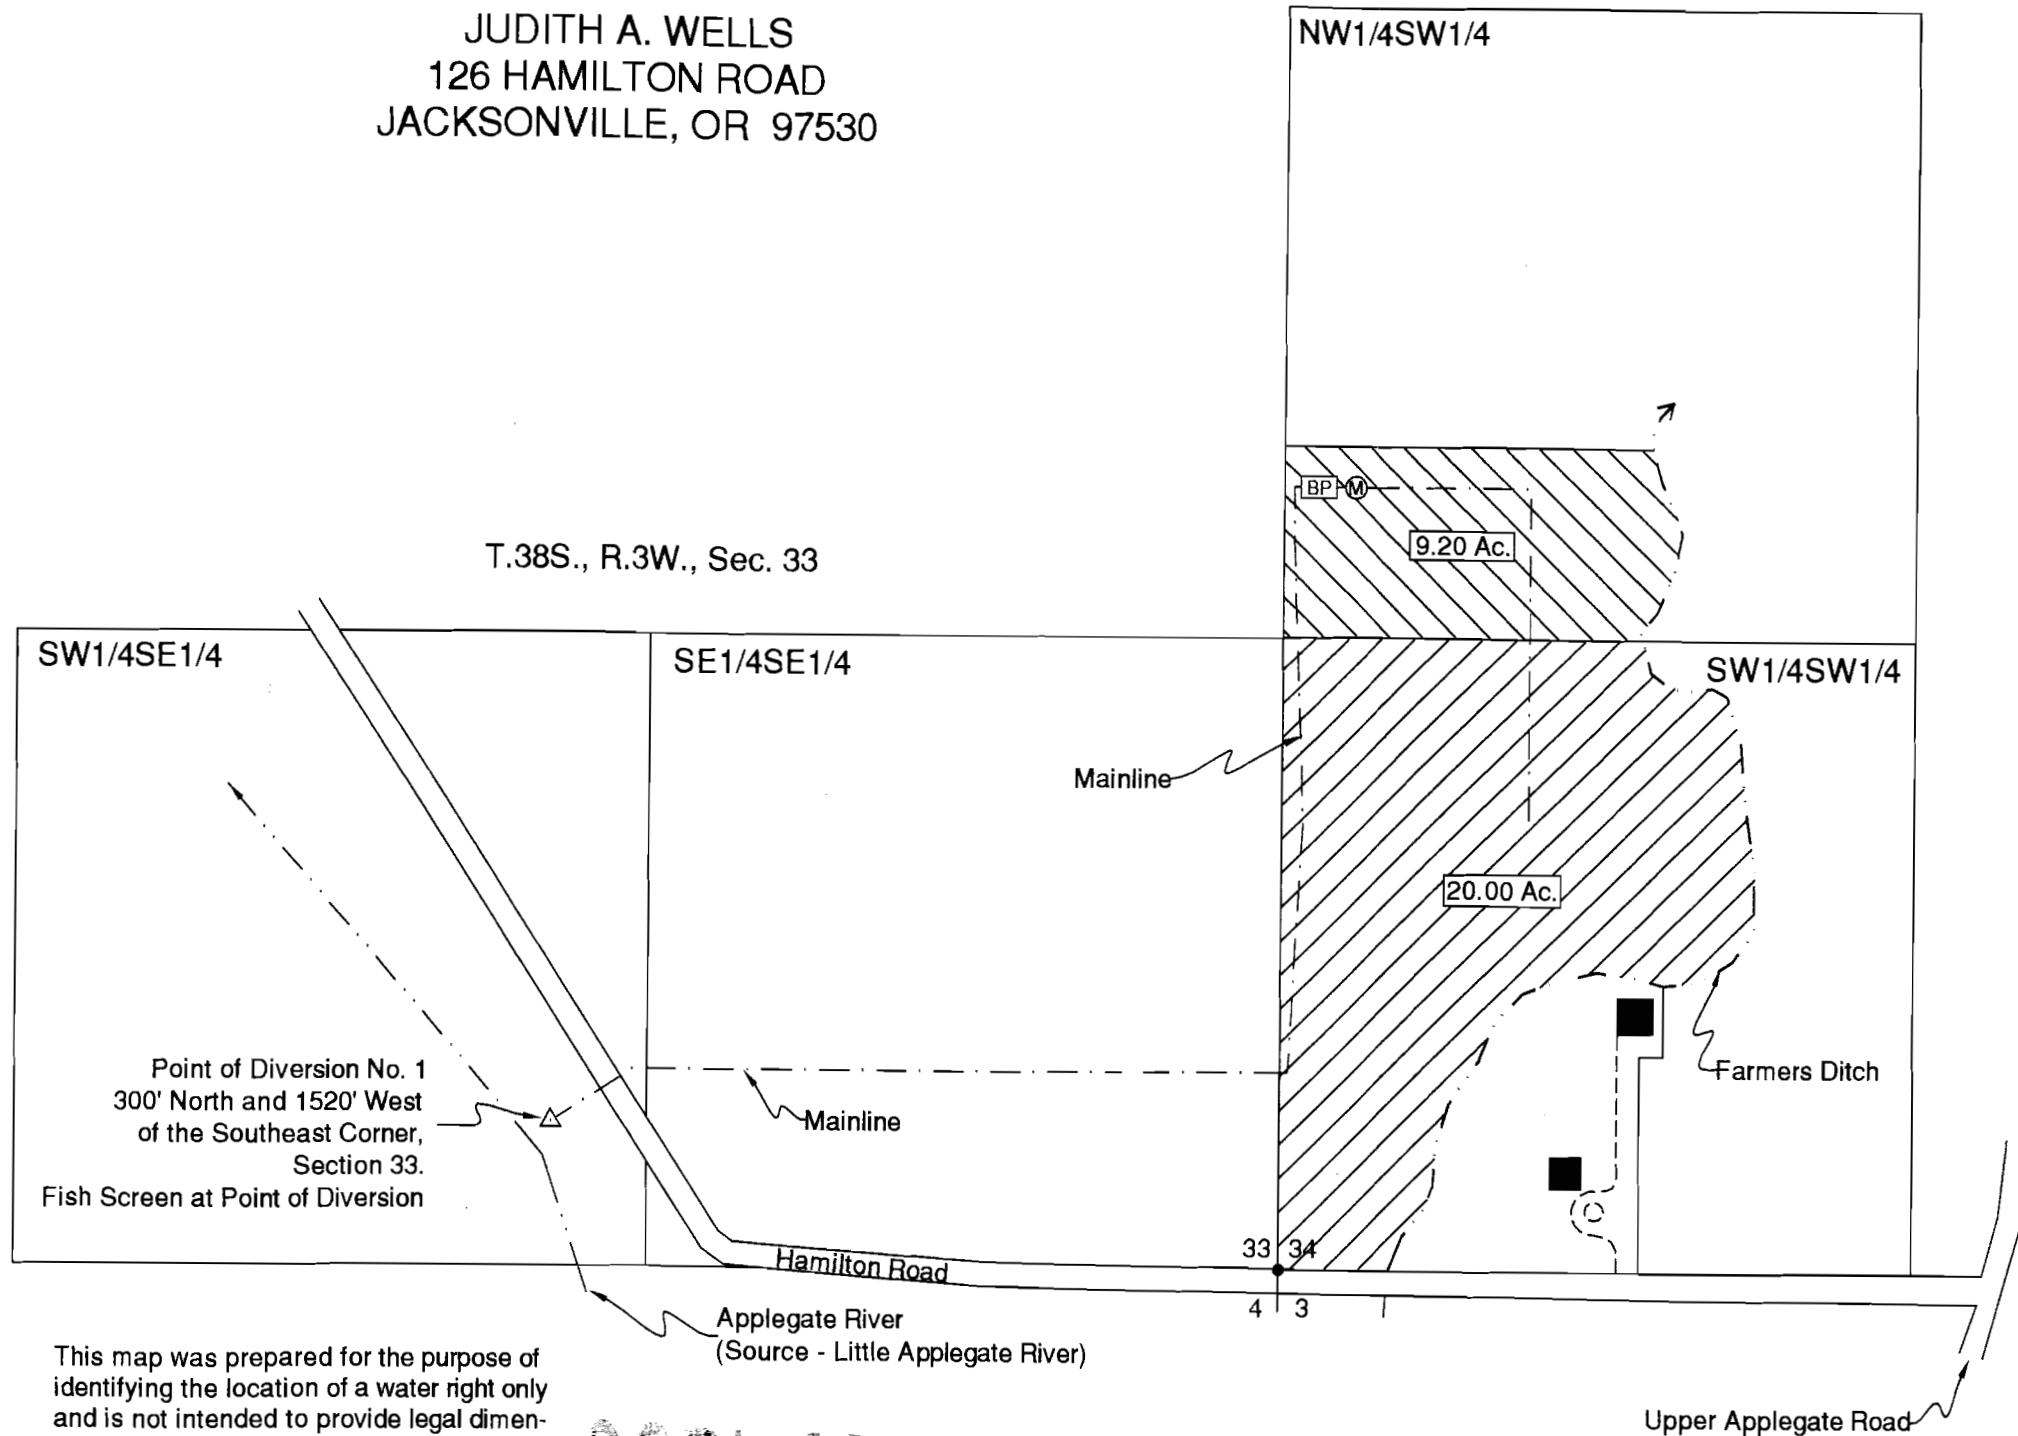 JUDITH A. WELLS
126 HAMILTON ROAD
JACKSONVILLE, OR 97530
NW1/4SW1/4
BP
M
9.20 Ac.
T.38S., R.3W., Sec. 33
SW1/4SE1/4
SE1/4SE1/4
SW1/4SW1/4
Mainline
20.00 Ac.
Point of Diversion No. 1
300' North and 1520' West
of the Southeast Corner,
Section 33.
Fish Screen at Point of Diversion
Mainline
Farmers Ditch
33 34
Hamilton Road
4 3
Applegate River
(Source - Little Applegate River)
This map was prepared for the purpose of
identifying the location of a water right only
and is not intended to provide legal dimen-
Upper Applegate Road